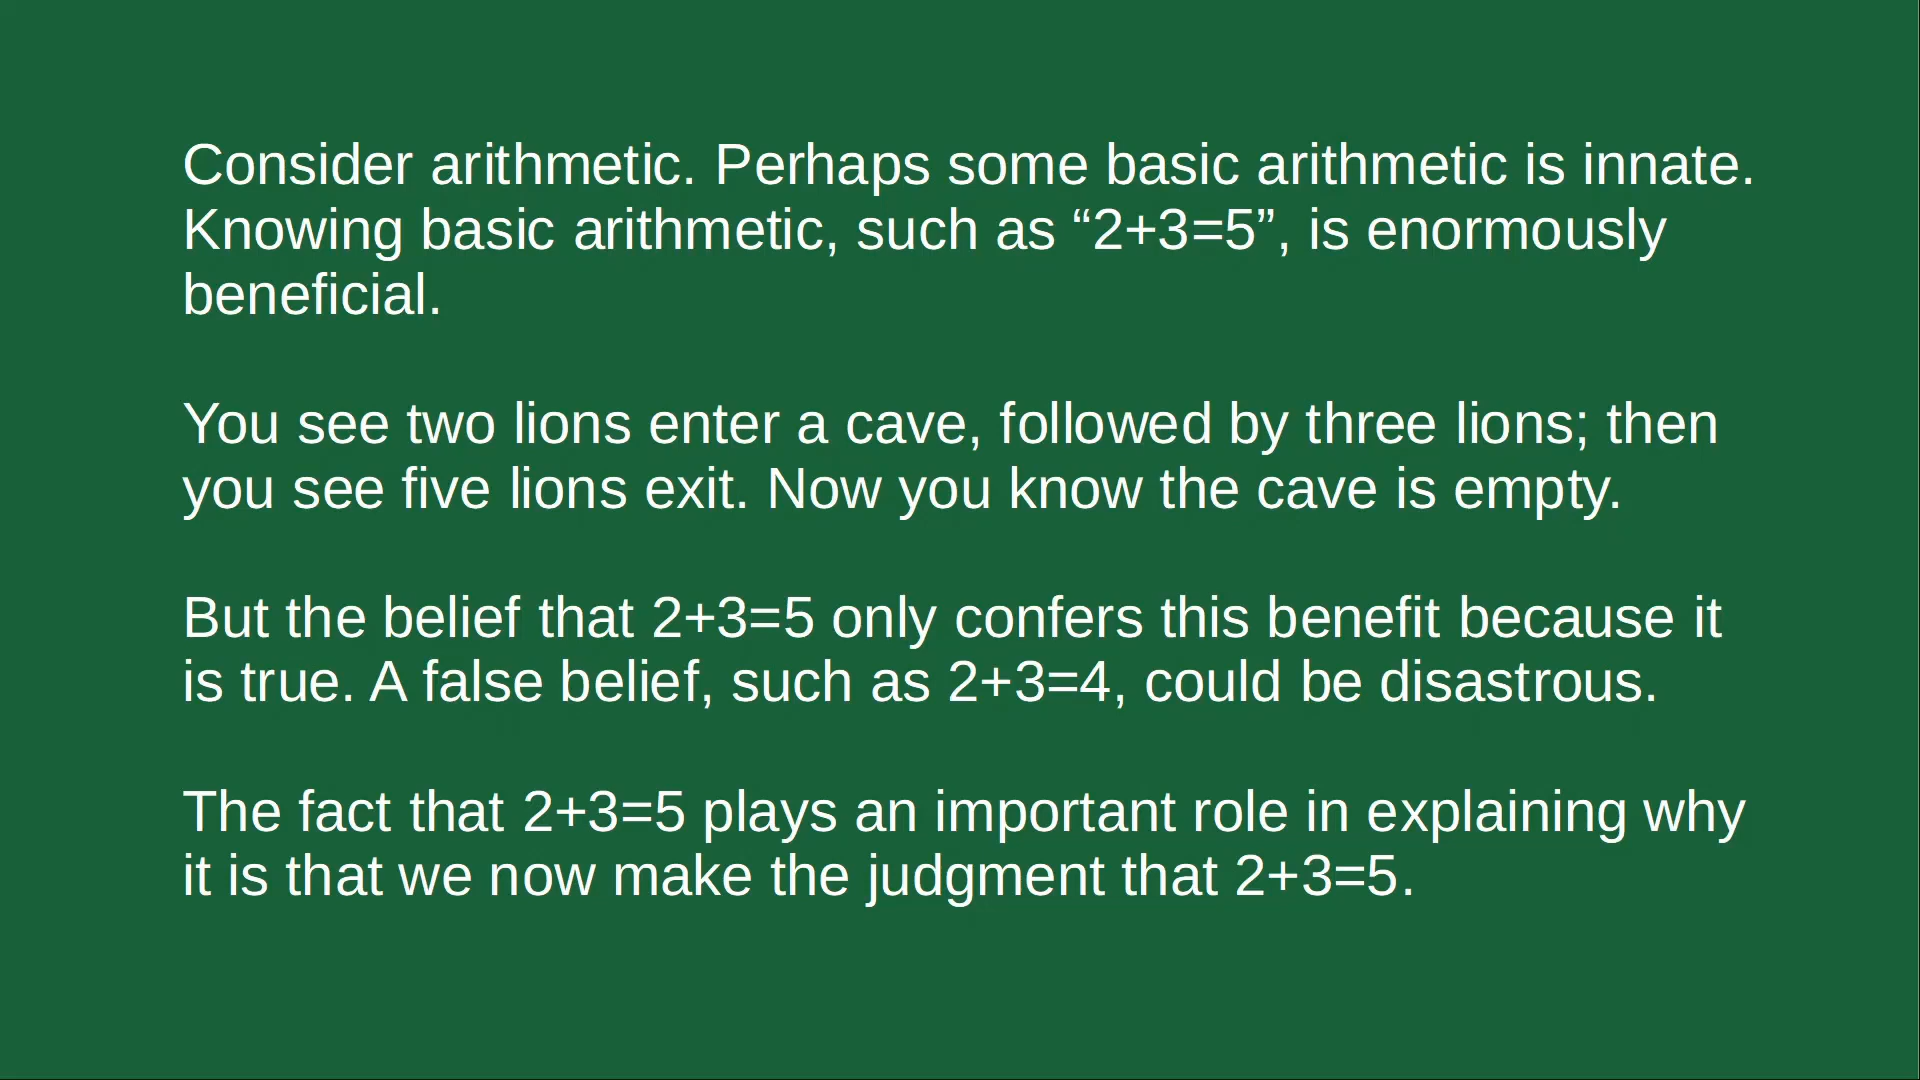 Consider arithmetic. Perhaps some basic arithmetic is innate.
Knowing basic arithmetic, such as “2+3=5”, is enormously
beneficial.
You see two lions enter a cave, followed by three lions; then
you see five lions exit. Now you know the cave is empty.
But the belief that 2+3=5 only confers this benefit because it
is true. A false belief, such as 2+3=4, could be disastrous.
The fact that 2+3=5 plays an important role in explaining why
it is that we now make the judgment that 2+3=5.